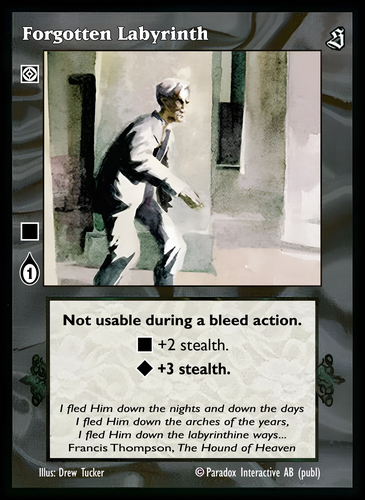 Forgotten Labyrinth
1
Not usable during a bleed action.
+2 stealth.
+3 stealth.
I fled Him down the nights and down the days
I fled Him down the arches of the years,
I fled Him down the labyrinthine ways...
Francis Thompson, The Hound of Heaven
Illus: Drew Tucker
© Paradox Interactive AB (publ)